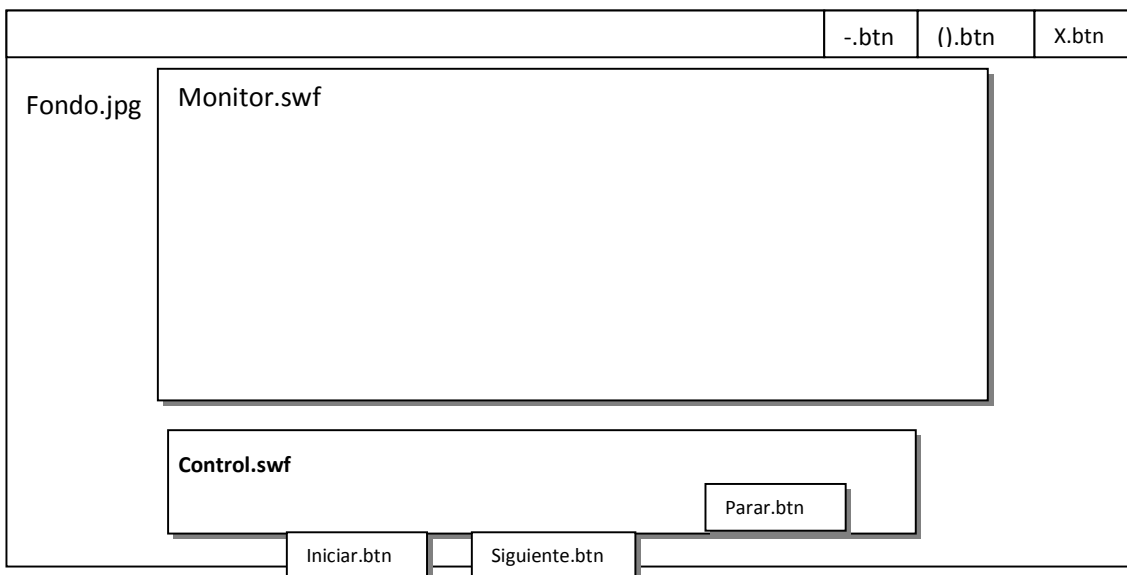 -.btn
().btn
X.btn
Fondo.jpg
Monitor.swf
Control.swf
Parar.btn
Iniciar.btn
Siguiente.btn